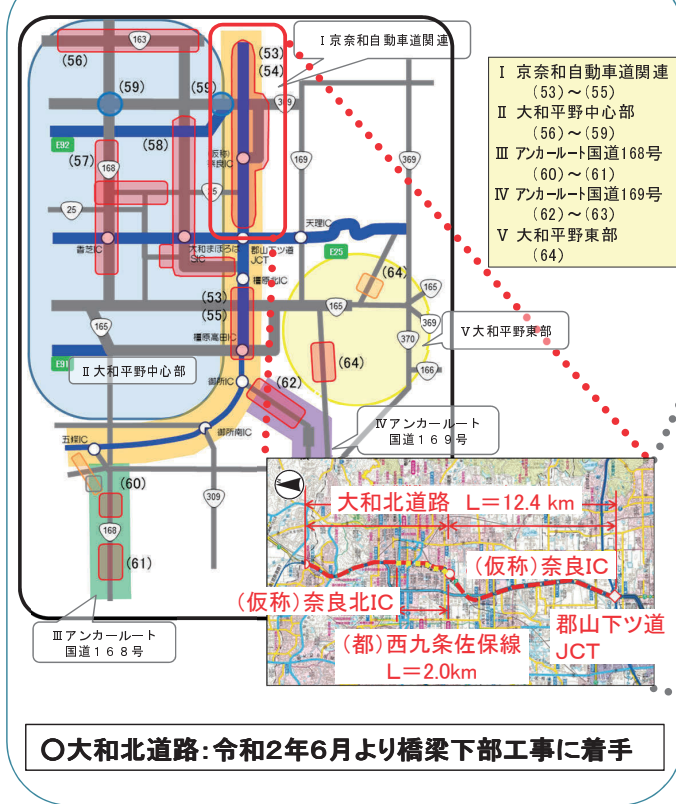 163
(56)
Ⅰ京奈和自動車道関連
(53)
(54)
(59)
(59)
309
E92
(57)
168
(58)
(仮称)
奈良IC
169
369
25
25
香芝IC
大和まほろば
SIC
郡山下ツ道
JCT
天理IC
E25
橿原北IC
(64)
(53)
(55)
165
165
165
369
370
166
橿原高田IC
E91
Ⅱ大和平野中心部
(64)
Ⅴ大和平野東部
御所IC
(62)
Ⅳアンカールート
国道169号
御所南IC
五條IC
(60)
168
309
(61)
Ⅲアンカールート
国道168号
Ⅰ 京奈和自動車道関連
(53)~(55)
Ⅱ 大和平野中心部
(56)~(59)
Ⅲ アンカールート国道168号
(60)~(61)
Ⅳ アンカールート国道169号
(62)~(63)
Ⅴ 大和平野東部
(64)
大和北道路 L=12.4 km
(仮称)奈良IC
(仮称)奈良北IC
(都)西九条佐保線
L=2.0km
郡山下ツ道
JCT
○大和北道路:令和2年6月より橋梁下部工事に着手